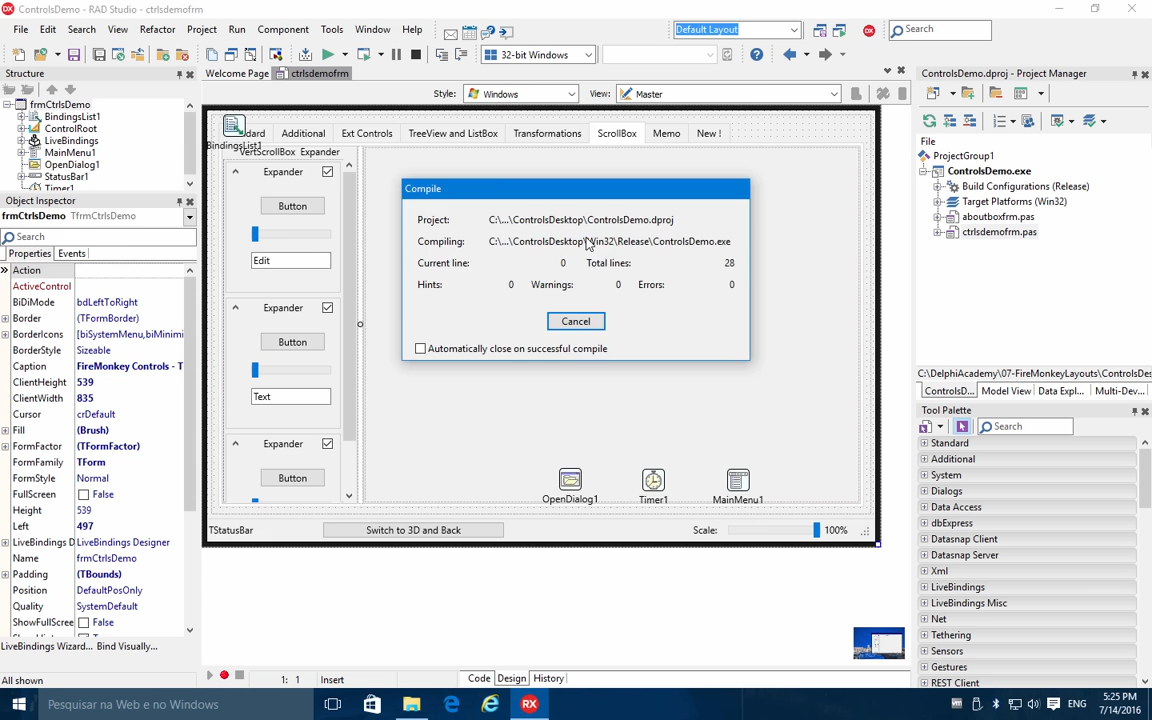 ControlsDemo - RAD Studio - ctrlsdemofrm
File Edit Search View Refactor Project Run Component Tools Window Help
Default Layout
Search
32-bit Windows
Structure
Welcome Page ctrlsdemofrm
ControlsDemo.dproj - Project Manager
frmCtrlsDemo
BindingsList1
ControlRoot
LiveBindings
MainMenu1
OpenDialog1
StatusBar1
Timer1
Object Inspector
frmCtrlsDemo TfrmCtrlsDemo
Search
Properties Events
Action
ActiveControl
BiDiMode bdLeftToRight
Border (TFormBorder)
BorderIcons [biSystemMenu,biMinimi
BorderStyle Sizeable
Caption FireMonkey Controls - T
ClientHeight 539
ClientWidth 835
Cursor crDefault
Fill (Brush)
FormFactor (TFormFactor)
FormFamily TForm
FormStyle Normal
FullScreen False
Height 539
Left 497
LiveBindings D LiveBindings Designer
Name frmCtrlsDemo
Padding (TBounds)
Position DefaultPosOnly
Quality SystemDefault
ShowFullScree False
LiveBindings Wizard... Bind Visually...
All shown
Style: Windows View: Master
dard Additional Ext Controls TreeView and ListBox Transformations ScrollBox Memo New !
BindingsList1
VertScrollBox Expander
Expander
Button
Edit
Expander
Button
Text
Expander
Button
Compile
Project: C:\...\ControlsDesktop\ControlsDemo.dproj
Compiling: C:\...\ControlsDesktop\Win32\Release\ControlsDemo.exe
Current line: 0 Total lines: 28
Hints: 0 Warnings: 0 Errors: 0
Cancel
Automatically close on successful compile
OpenDialog1 Timer1 MainMenu1
TStatusBar Switch to 3D and Back Scale: 100%
1: 1 Insert Code Design History
File
ProjectGroup1
ControlsDemo.exe
Build Configurations (Release)
Target Platforms (Win32)
aboutboxfrm.pas
ctrlsdemofrm.pas
C:\DelphiAcademy\07-FireMonkeyLayouts\ControlsDes
ControlsD... Model View Data Expl... Multi-Dev...
Tool Palette
Search
Standard
Additional
System
Dialogs
Data Access
dbExpress
Datasnap Client
Datasnap Server
Xml
LiveBindings
LiveBindings Misc
Net
Tethering
Sensors
Gestures
REST Client
Pesquisar na Web e no Windows
ENG
5:25 PM
7/14/2016